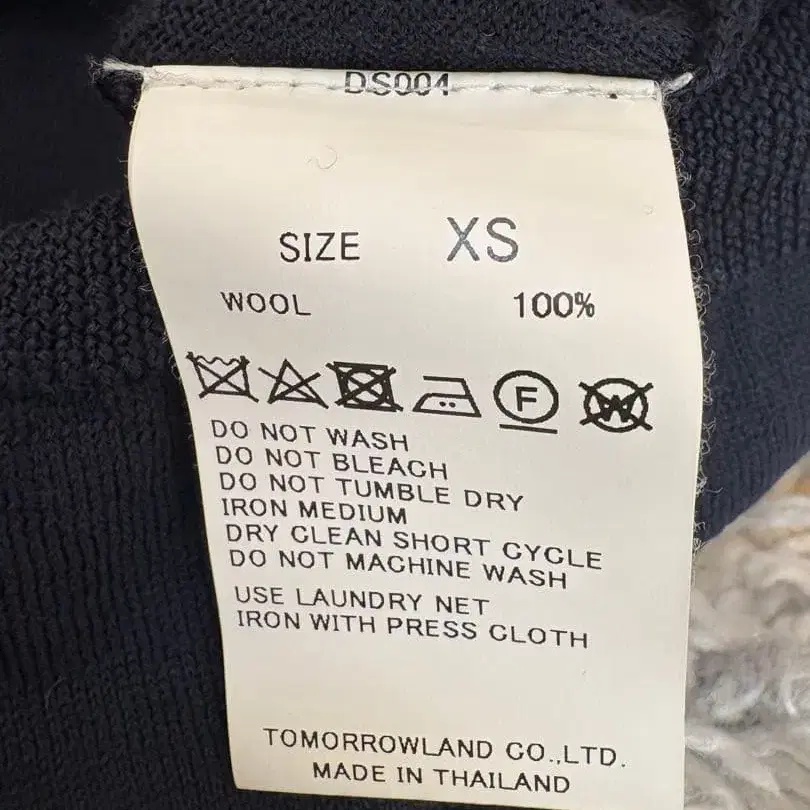 DS004
SIZE XS
WOOL 100%
F W
DO NOT WASH
DO NOT BLEACH
DO NOT TUMBLE DRY
IRON MEDIUM
DRY CLEAN SHORT CYCLE
DO NOT MACHINE WASH
USE LAUNDRY NET
IRON WITH PRESS CLOTH
TOMORROWLAND CO.,LTD.
MADE IN THAILAND